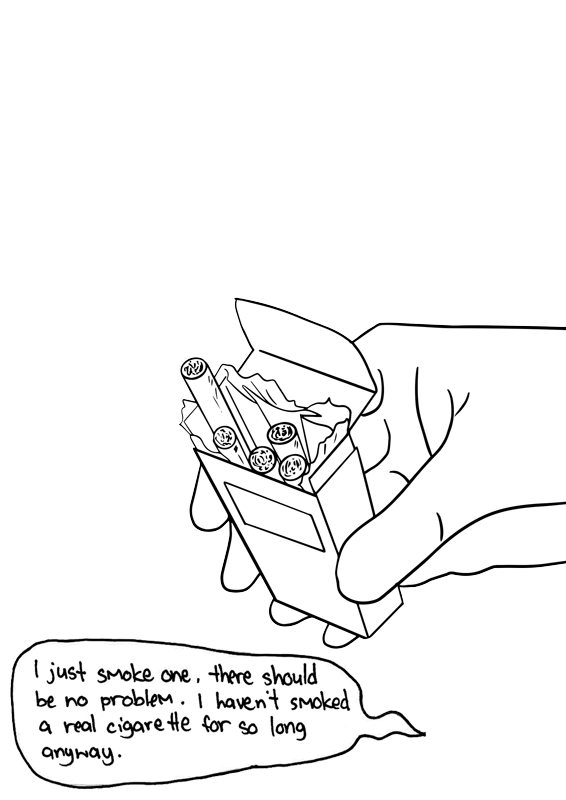 I just smoke one, there should
be no problem. I haven't smoked
a real cigarette for so long
anyway.